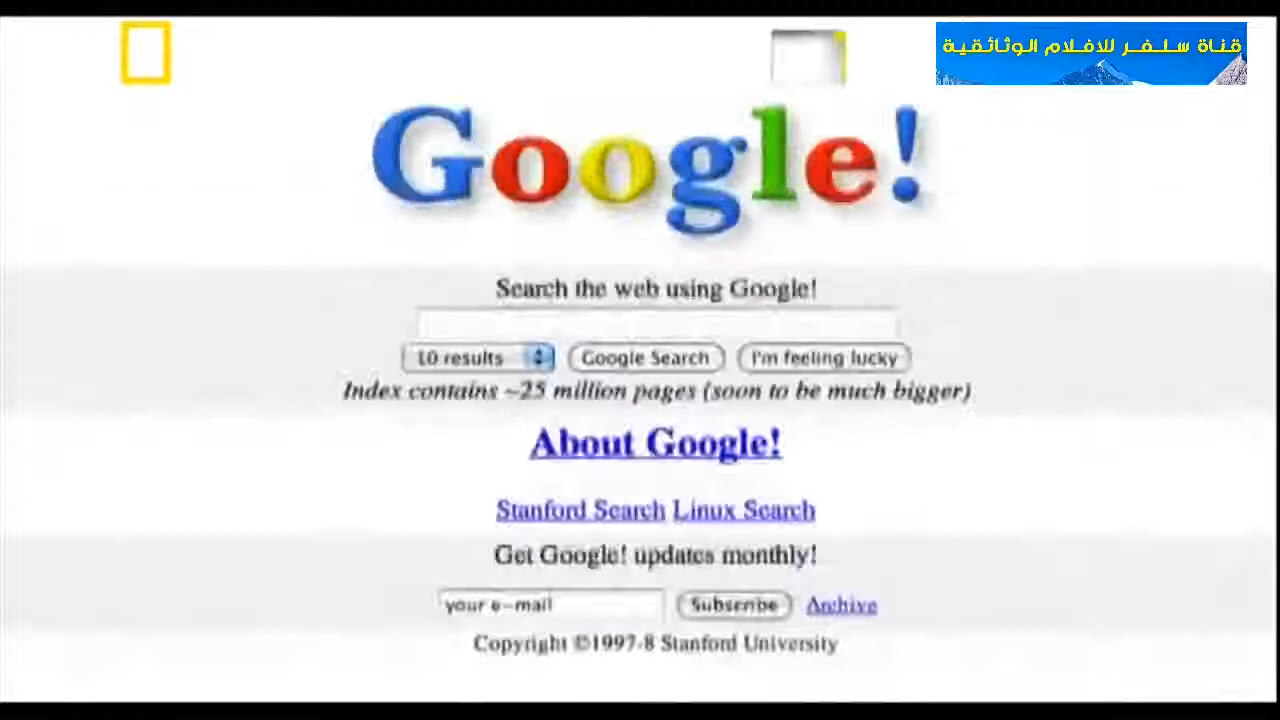 قناة سلفر للافلام الوثائقية
Google!
Search the web using Google!
10 results Google Search I'm feeling lucky
Index contains ~25 million pages (soon to be much bigger)
About Google!
Stanford Search Linux Search
Get Google! updates monthly!
your e-mail Subscribe Archive
Copyright ©1997-8 Stanford University